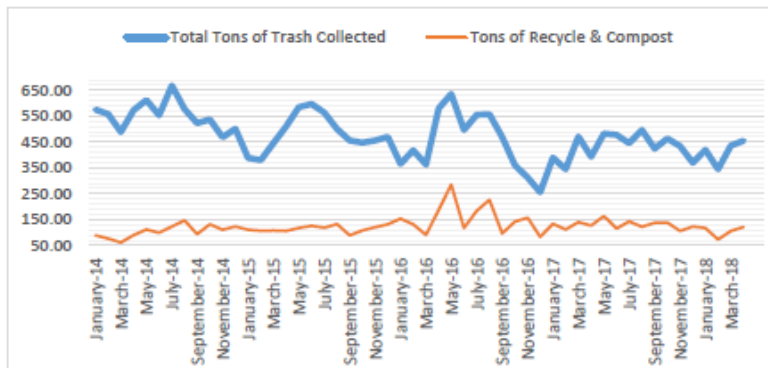 Total Tons of Trash Collected Tons of Recycle & Compost
650.00
550.00
450.00
350.00
250.00
150.00
50.00
January-14
March-14
May-14
July-14
September-14
November-14
January-15
March-15
May-15
July-15
September-15
November-15
January-16
March-16
May-16
July-16
September-16
November-16
January-17
March-17
May-17
July-17
September-17
November-17
January-18
March-18